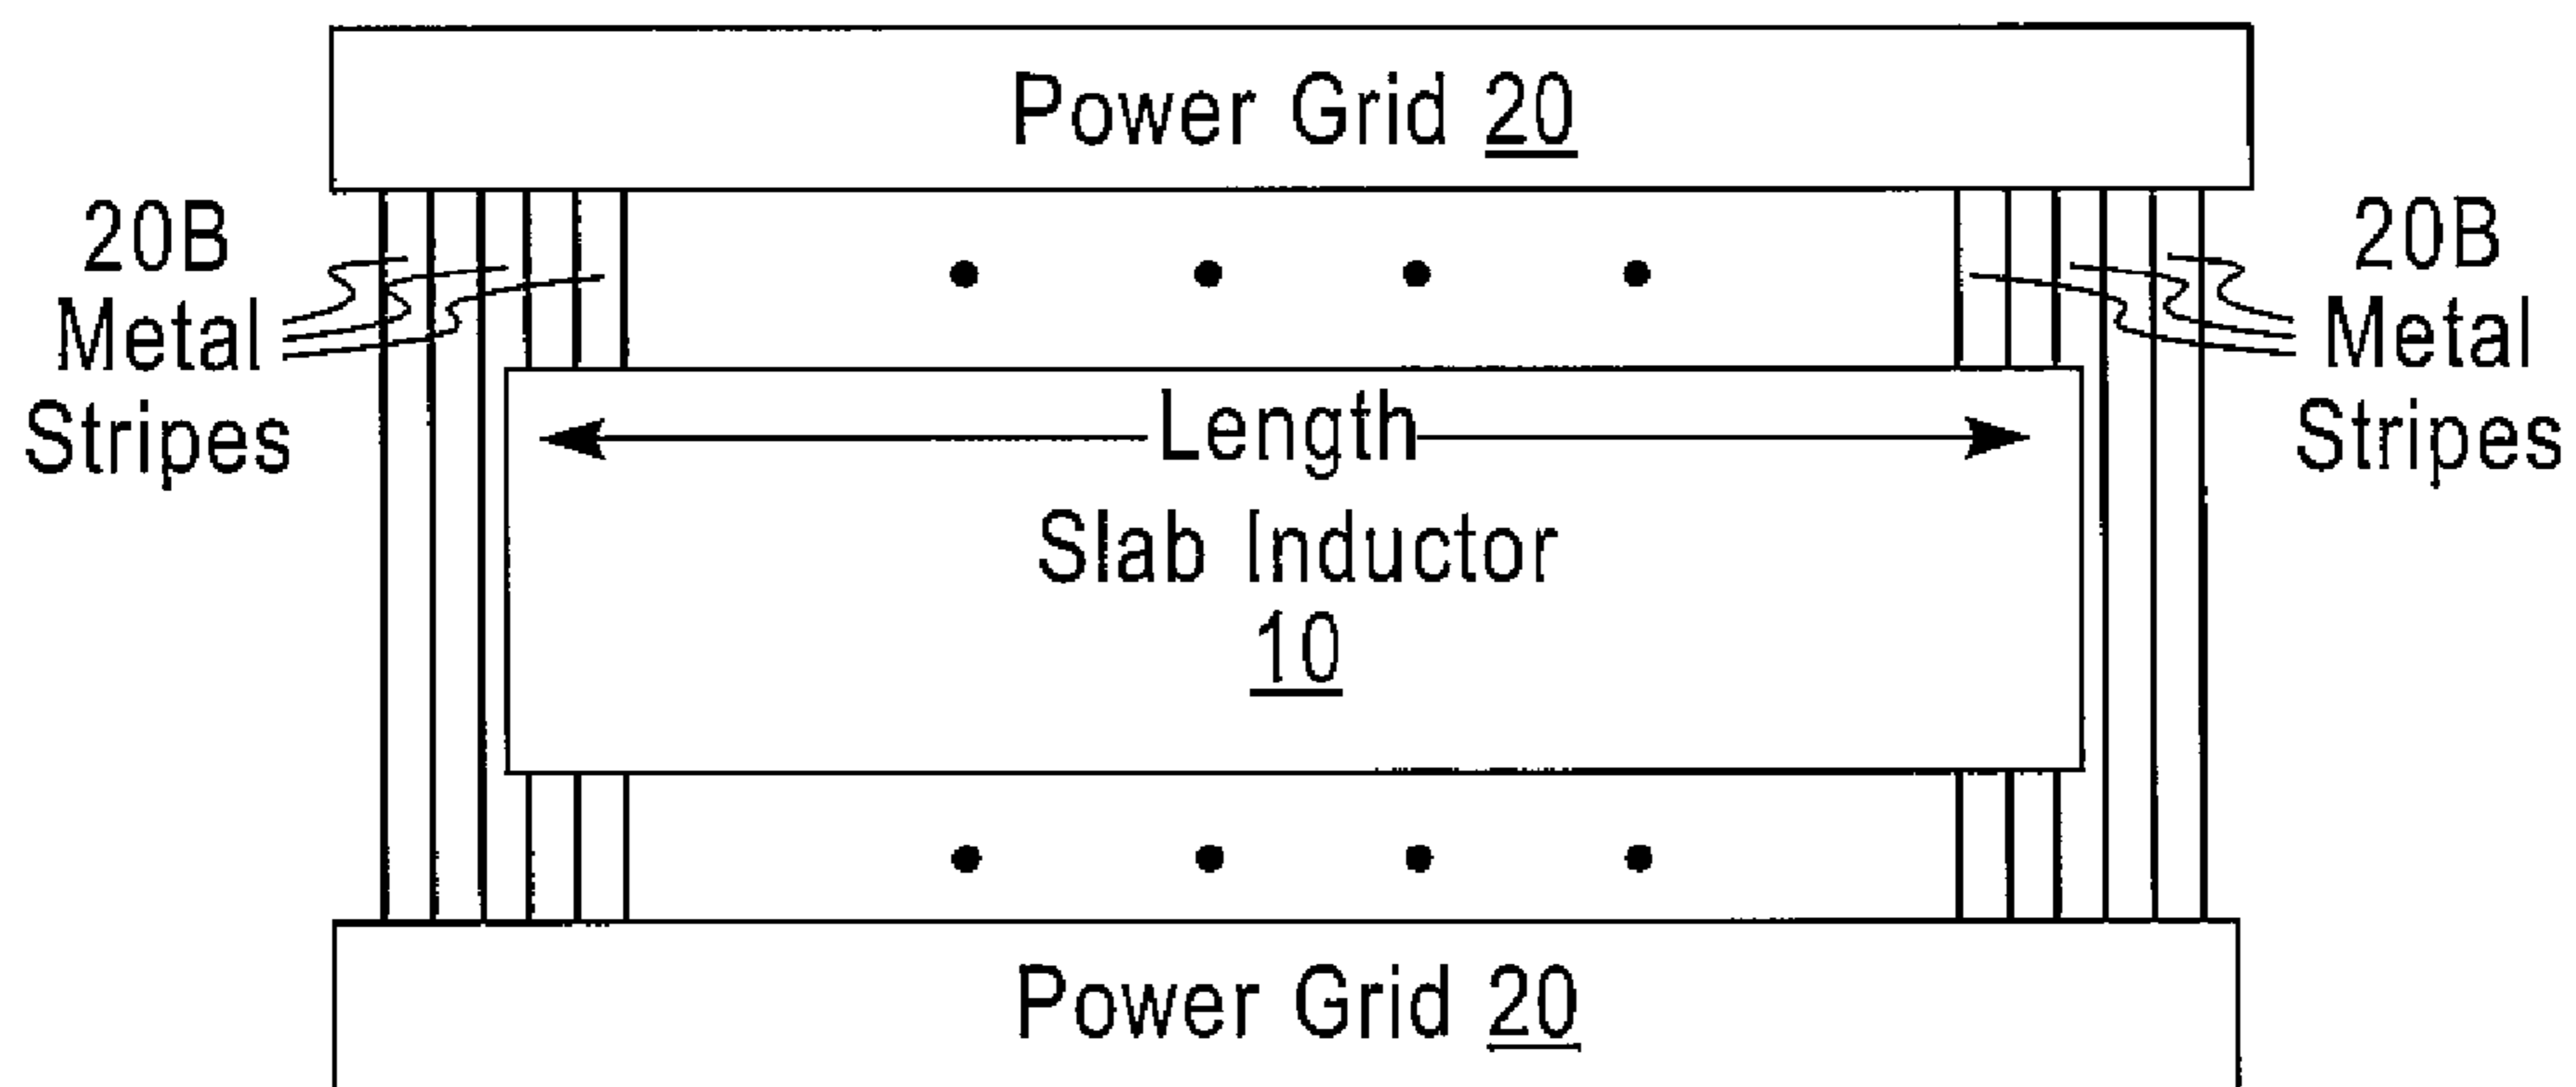 Power Grid 20
20B
Metal
Stripes
20B
Metal
Stripes
Length
Slab Inductor
10
Power Grid 20